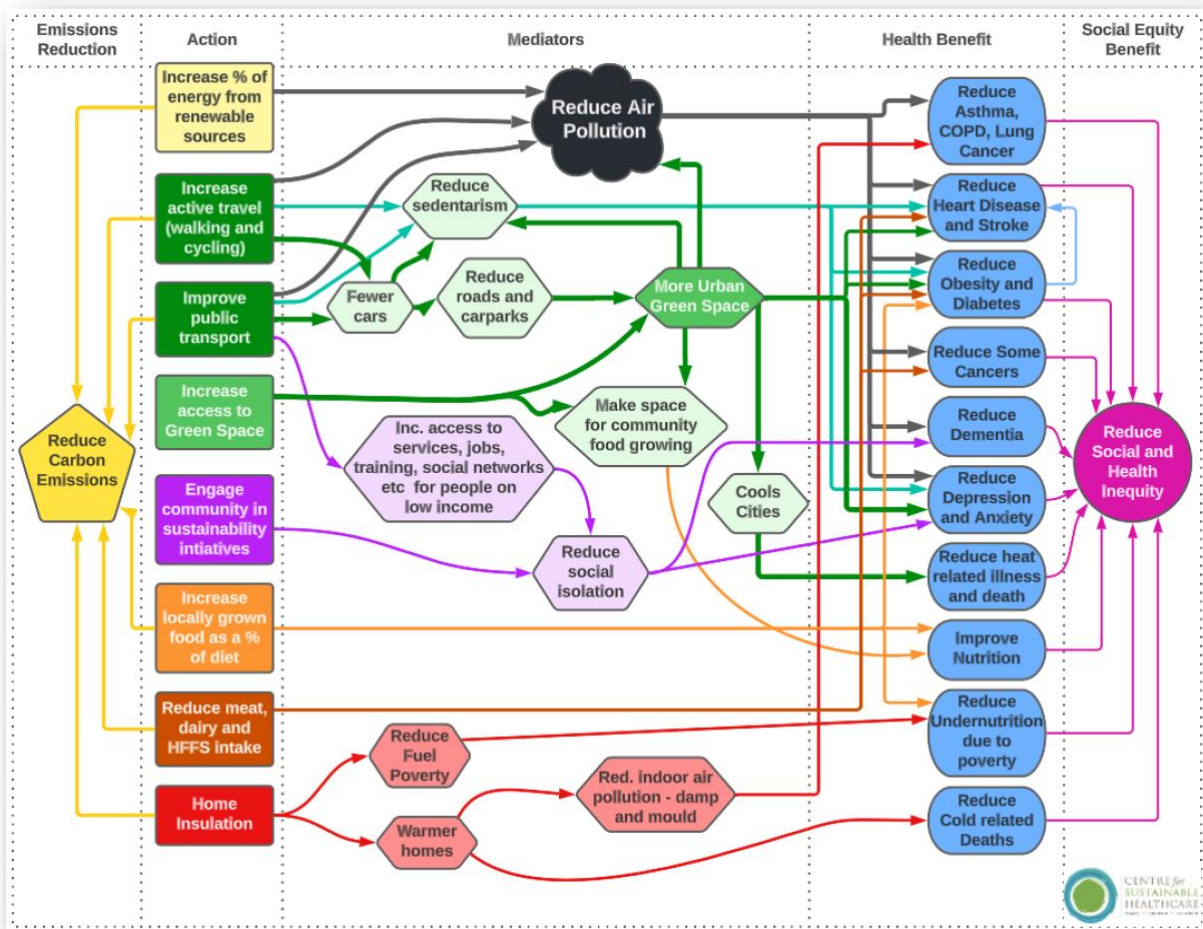 Emissions
Reduction
Action
Mediators
Health Benefit
Social Equity
Benefit
Increase % of
energy from
renewable
sources
Increase
active travel
(walking and
cycling)
Improve
public
transport
Increase
access to
Green Space
Engage
community in
sustainability
intiatives
Increase
locally grown
food as a %
of diet
Reduce meat,
dairy and
HFFS intake
Home
Insulation
Reduce
Carbon
Emissions
Reduce Air
Pollution
Reduce
sedentarism
Fewer
cars
Reduce
roads and
carparks
More Urban
Green Space
Make space
for community
food growing
Inc. access to
services, jobs,
training, social networks
etc for people on
low income
Cools
Cities
Reduce
social
isolation
Reduce
Fuel
Poverty
Warmer
homes
Red. indoor air
pollution - damp
and mould
Reduce
Asthma,
COPD, Lung
Cancer
Reduce
Heart Disease
and Stroke
Reduce
Obesity and
Diabetes
Reduce Some
Cancers
Reduce
Dementia
Reduce
Depression
and Anxiety
Reduce heat
related illness
and death
Improve
Nutrition
Reduce
Undernutrition
due to
poverty
Reduce
Cold related
Deaths
Reduce
Social and
Health
Inequity
CENTRE for
SUSTAINABLE
HEALTHCARE